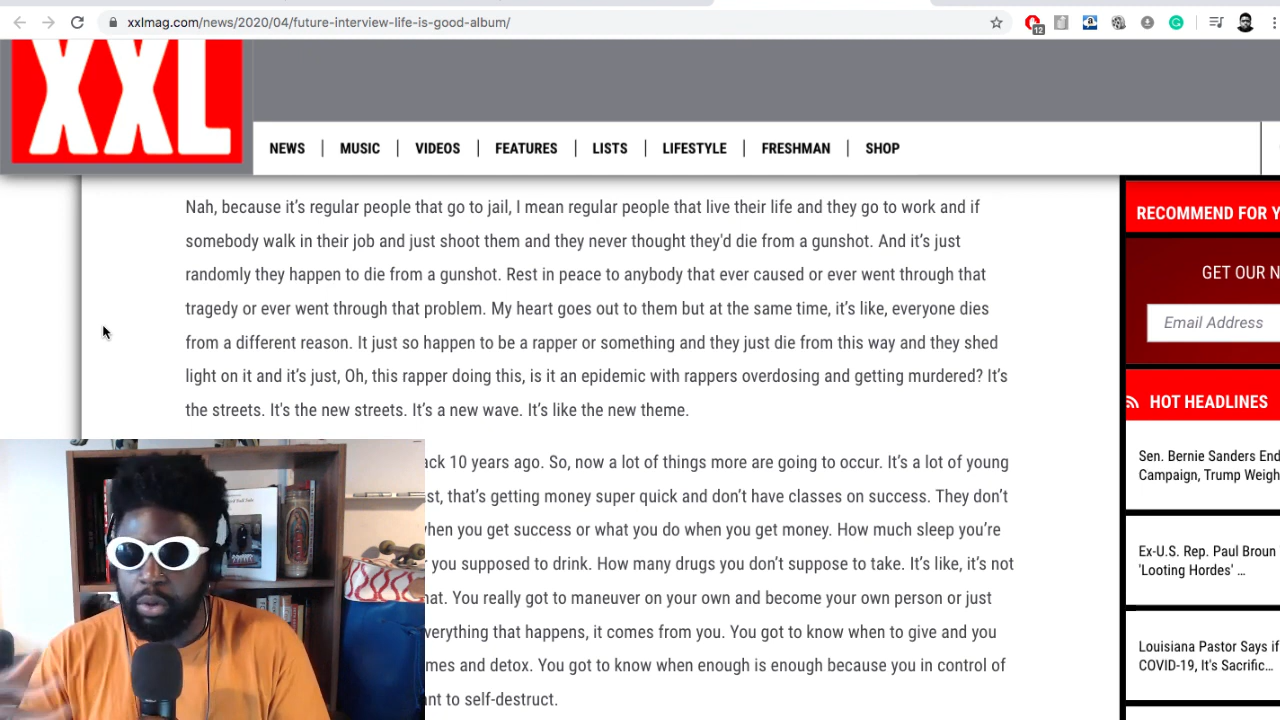 xxlmag.com/news/2020/04/future-interview-life-is-good-album/
12
XXL
NEWS | MUSIC | VIDEOS | FEATURES | LISTS | LIFESTYLE | FRESHMAN | SHOP
Nah, because it’s regular people that go to jail, I mean regular people that live their life and they go to work and if
somebody walk in their job and just shoot them and they never thought they'd die from a gunshot. And it’s just
randomly they happen to die from a gunshot. Rest in peace to anybody that ever caused or ever went through that
tragedy or ever went through that problem. My heart goes out to them but at the same time, it’s like, everyone dies
from a different reason. It just so happen to be a rapper or something and they just die from this way and they shed
light on it and it’s just, Oh, this rapper doing this, is it an epidemic with rappers overdosing and getting murdered? It’s
the streets. It's the new streets. It’s a new wave. It’s like the new theme.
ack 10 years ago. So, now a lot of things more are going to occur. It’s a lot of young
st, that’s getting money super quick and don’t have classes on success. They don’t
when you get success or what you do when you get money. How much sleep you’re
you supposed to drink. How many drugs you don’t suppose to take. It’s like, it’s not
hat. You really got to maneuver on your own and become your own person or just
verything that happens, it comes from you. You got to know when to give and you
mes and detox. You got to know when enough is enough because you in control of
nt to self-destruct.
RECOMMEND FOR Y
GET OUR N
Email Address
HOT HEADLINES
Sen. Bernie Sanders End
Campaign, Trump Weigh
Ex-U.S. Rep. Paul Broun
'Looting Hordes' …
Louisiana Pastor Says if
COVID-19, It's Sacrific…